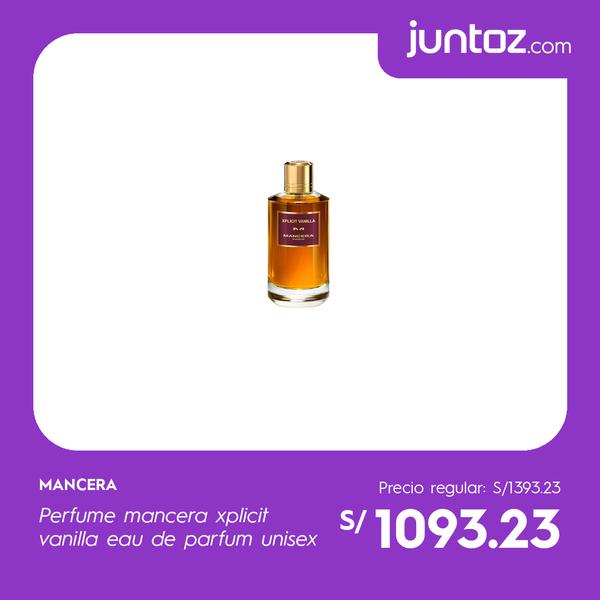 juntoz.com
XPLICIT VANILLA
MANCERA
PARIS
MANCERA
Perfume mancera xplicit
vanilla eau de parfum unisex
Precio regular: S/1393.23
S/ 1093.23